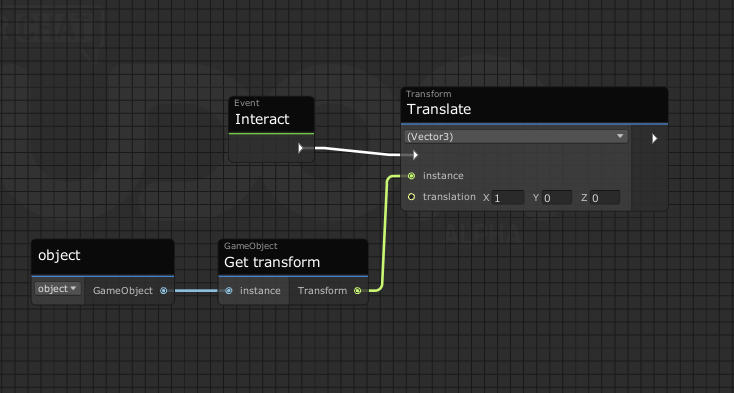 Event
Interact
Transform
Translate
(Vector3)
instance
translation X 1 Y 0 Z 0
object
object GameObject
GameObject
Get transform
instance Transform